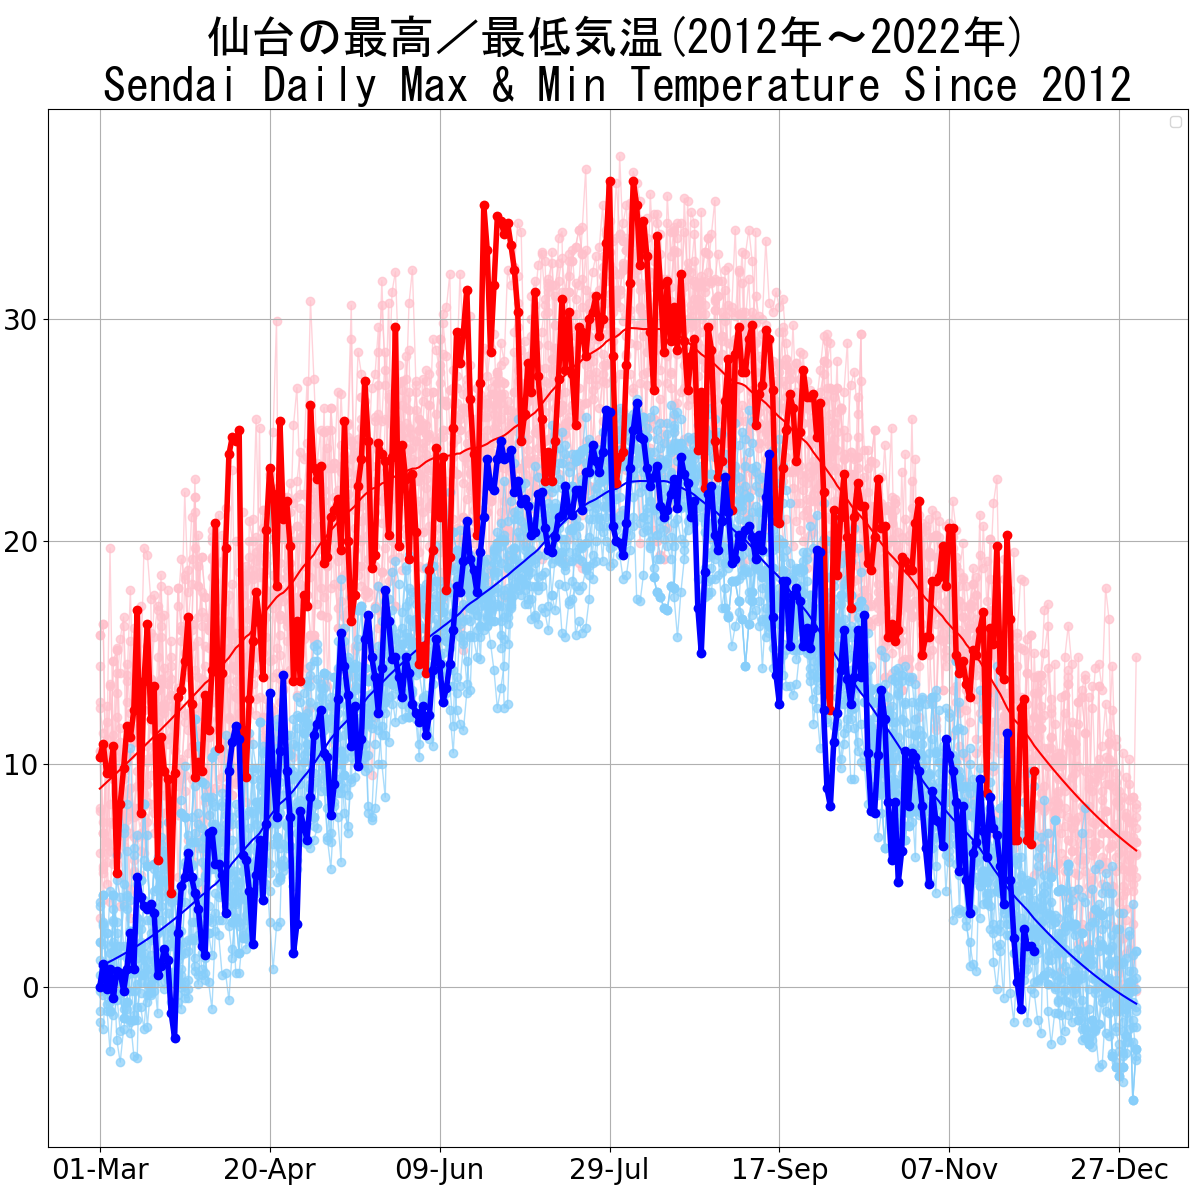 仙台の最高／最低気温(2012年～2022年)
Sendai Daily Max & Min Temperature Since 2012
30
20
10
0
01-Mar 20-Apr 09-Jun 29-Jul 17-Sep 07-Nov 27-Dec